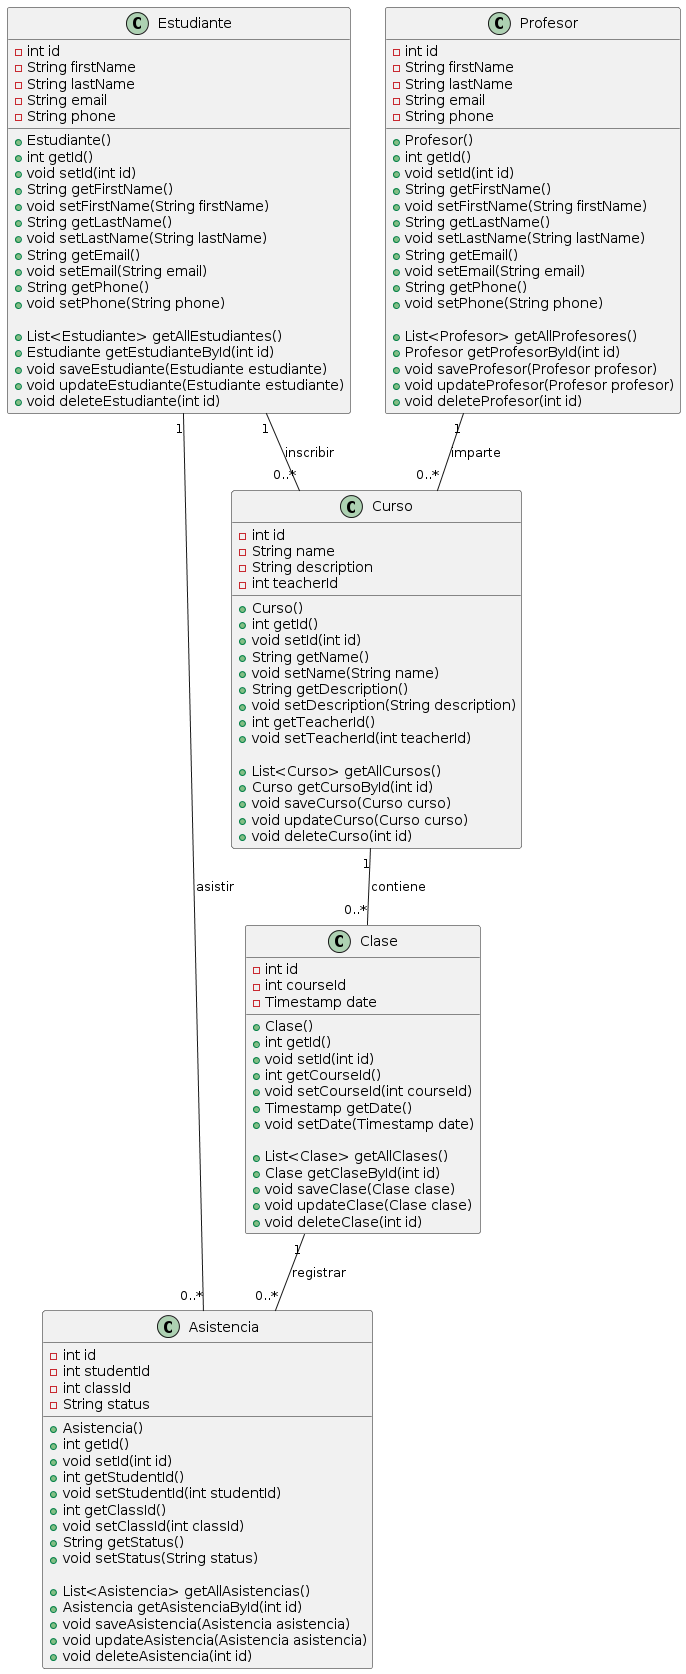 C Estudiante
int id
String firstName
String lastName
String email
String phone
Estudiante()
int getId()
void setId(int id)
String getFirstName()
void setFirstName(String firstName)
String getLastName()
void setLastName(String lastName)
String getEmail()
void setEmail(String email)
String getPhone()
void setPhone(String phone)
List<Estudiante> getAllEstudiantes()
Estudiante getEstudianteById(int id)
void saveEstudiante(Estudiante estudiante)
void updateEstudiante(Estudiante estudiante)
void deleteEstudiante(int id)
C Profesor
int id
String firstName
String lastName
String email
String phone
Profesor()
int getId()
void setId(int id)
String getFirstName()
void setFirstName(String firstName)
String getLastName()
void setLastName(String lastName)
String getEmail()
void setEmail(String email)
String getPhone()
void setPhone(String phone)
List<Profesor> getAllProfesores()
Profesor getProfesorById(int id)
void saveProfesor(Profesor profesor)
void updateProfesor(Profesor profesor)
void deleteProfesor(int id)
1
1
inscribir
0..*
1
imparte
0..*
C Curso
int id
String name
String description
int teacherId
Curso()
int getId()
void setId(int id)
String getName()
void setName(String name)
String getDescription()
void setDescription(String description)
int getTeacherId()
void setTeacherId(int teacherId)
List<Curso> getAllCursos()
Curso getCursoById(int id)
void saveCurso(Curso curso)
void updateCurso(Curso curso)
void deleteCurso(int id)
1
asistir
contiene
0..*
C Clase
int id
int courseId
Timestamp date
Clase()
int getId()
void setId(int id)
int getCourseId()
void setCourseId(int courseId)
Timestamp getDate()
void setDate(Timestamp date)
List<Clase> getAllClases()
Clase getClaseById(int id)
void saveClase(Clase clase)
void updateClase(Clase clase)
void deleteClase(int id)
1
registrar
0..*
0..*
C Asistencia
int id
int studentId
int classId
String status
Asistencia()
int getId()
void setId(int id)
int getStudentId()
void setStudentId(int studentId)
int getClassId()
void setClassId(int classId)
String getStatus()
void setStatus(String status)
List<Asistencia> getAllAsistencias()
Asistencia getAsistenciaById(int id)
void saveAsistencia(Asistencia asistencia)
void updateAsistencia(Asistencia asistencia)
void deleteAsistencia(int id)